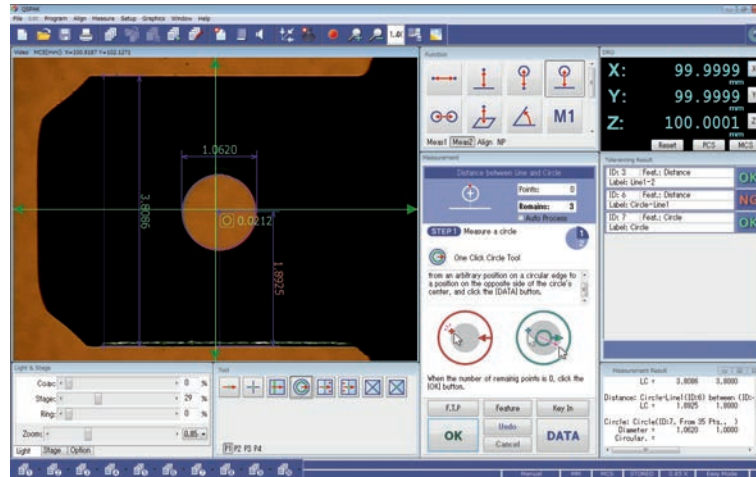 QSPAK
File Edit Program Align Measure Setup Graphics Window Help
1.4X
Video MCS[mm]: X=100.8187 Y=102.1271
1.0620
3.8086
0.0212
1.8925
Function
M1
Meas1 Meas2 Align NP
DRO
X: 99.9999
mm
Y: 99.9999
mm
Z: 100.0001
mm
X
Y
Z
Reset PCS MCS
Measurement
Distance between Line and Circle
Points: 0
Remains: 3
Auto Process
STEP1 Measure a circle
1
2
One Click Circle Tool
from an arbitrary position on a circular edge to
a position on the opposite side of the circle's
center, and click the [DATA] button.
When the number of remaining points is 0, click the
[OK] button.
F.T.P Feature Key In
OK
Undo
Cancel
DATA
Tolerancing Result
ID: 3 Feat.: Distance
Label: Line1-2
OK
ID: 6 Feat.: Distance
Label: Circle-Line1
NG
ID: 7 Feat.: Circle
Label: Circle
OK
Measurement Result
LC = 3.8086 3.8000
Distance: Circle-Line1(ID:6) between (ID:
LC = 1.8925 1.8000
Circle: Circle(ID:7, From 35 Pts., )
Diameter = 1.0620 1.0000
Circular. =
Light & Stage
Coax: 0 %
Stage: 29 %
Ring: 0 %
Zoom: 0.85
Light Stage Option
Tool
P1 P2 P3 P4
Manual MM MCS STORED 0.85 X Easy Mode